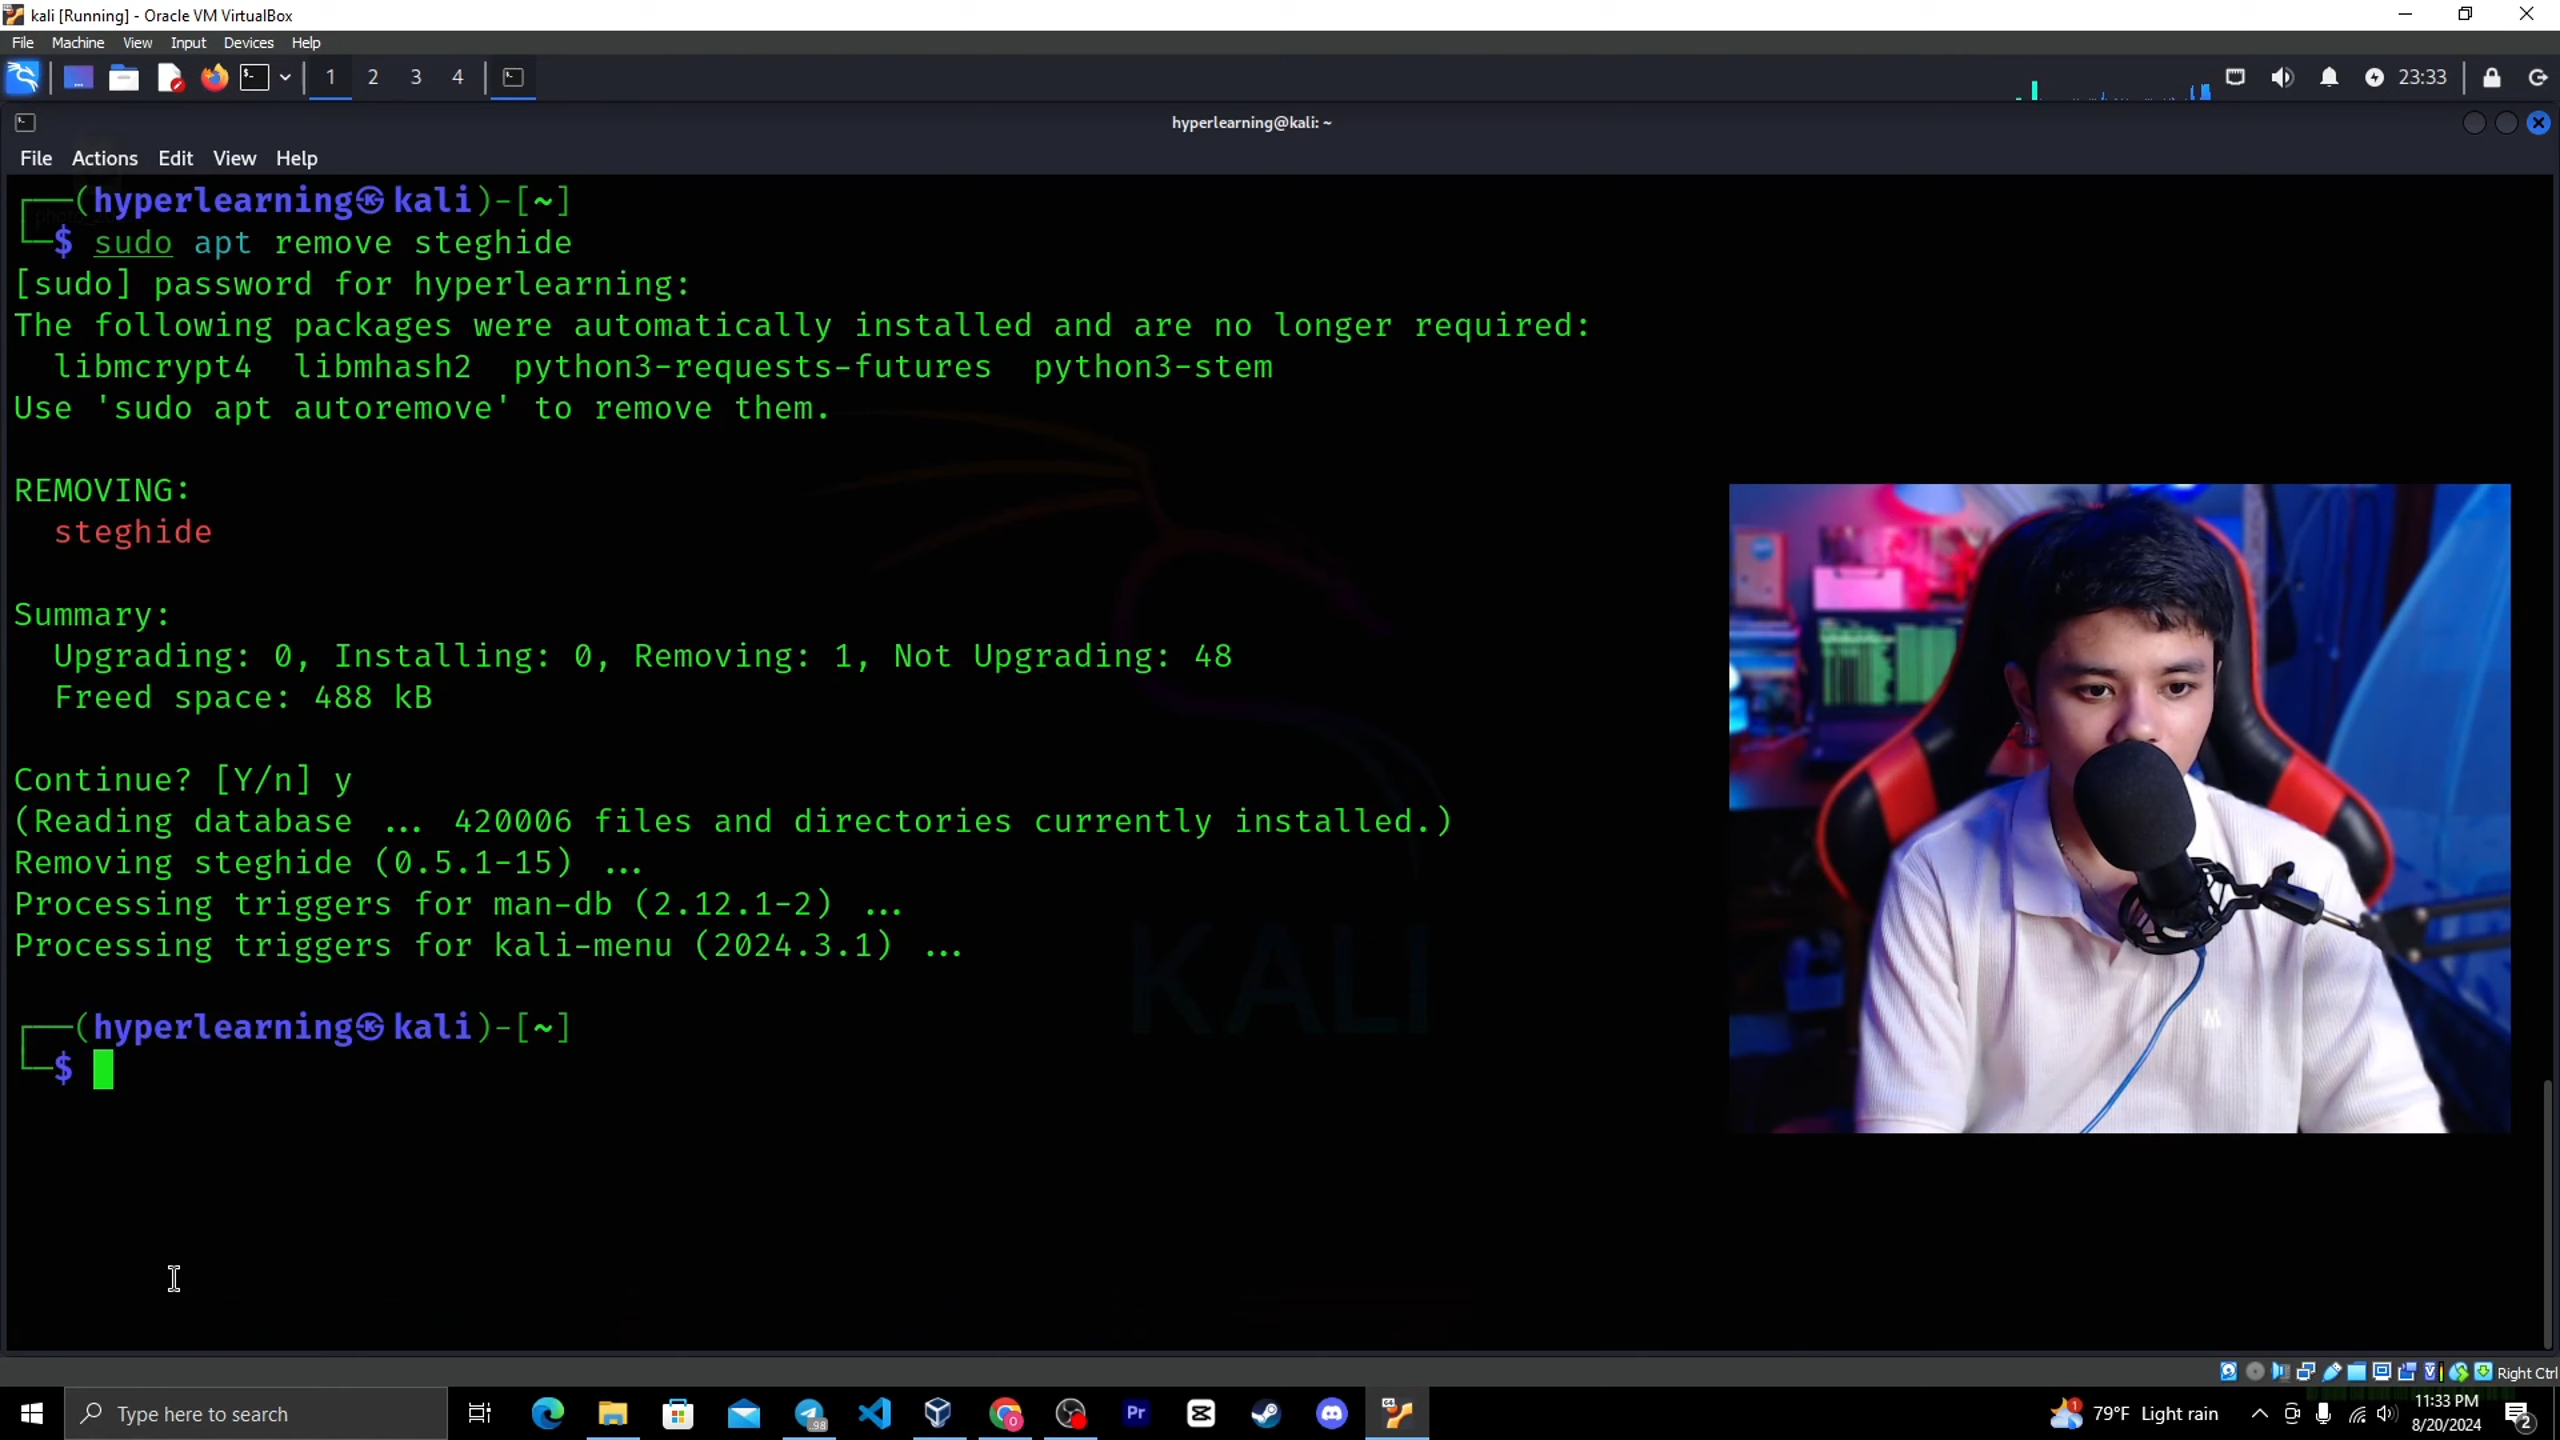 kali [Running] - Oracle VM VirtualBox
File Machine View Input Devices Help
1 2 3 4 23:33
hyperlearning@kali: ~
File Actions Edit View Help
┌──(hyperlearning㉿kali)-[~]
└─$ sudo apt remove steghide
[sudo] password for hyperlearning:
The following packages were automatically installed and are no longer required:
libmcrypt4 libmhash2 python3-requests-futures python3-stem
Use 'sudo apt autoremove' to remove them.
REMOVING:
steghide
Summary:
Upgrading: 0, Installing: 0, Removing: 1, Not Upgrading: 48
Freed space: 488 kB
Continue? [Y/n] y
(Reading database ... 420006 files and directories currently installed.)
Removing steghide (0.5.1-15) ...
Processing triggers for man-db (2.12.1-2) ...
Processing triggers for kali-menu (2024.3.1) ...
KALI
┌──(hyperlearning㉿kali)-[~]
└─$
Right Ctrl
Type here to search
98
Pr
64
1
79°F Light rain
11:33 PM
8/20/2024
2